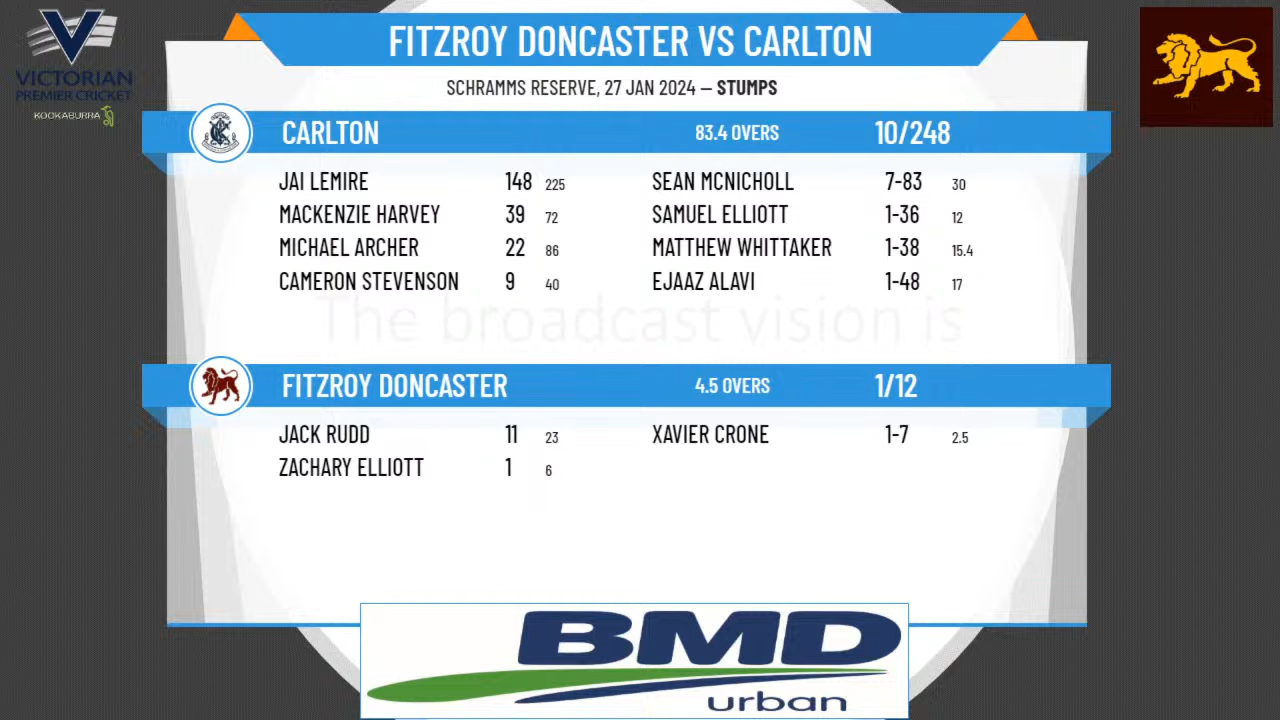 FITZROY DONCASTER VS CARLTON
VICTORIAN
PREMIER CRICKET
KOOKABURRA
SCHRAMMS RESERVE, 27 JAN 2024 – STUMPS
CARLTON 83.4 OVERS 10/248
JAI LEMIRE 148 225 SEAN MCNICHOLL 7-83 30
MACKENZIE HARVEY 39 72 SAMUEL ELLIOTT 1-36 12
MICHAEL ARCHER 22 86 MATTHEW WHITTAKER 1-38 15.4
CAMERON STEVENSON 9 40 EJAAZ ALAVI 1-48 17
The broadcast vision is
FITZROY DONCASTER 4.5 OVERS 1/12
JACK RUDD 11 23 XAVIER CRONE 1-7 2.5
ZACHARY ELLIOTT 1 6
BMD
urban